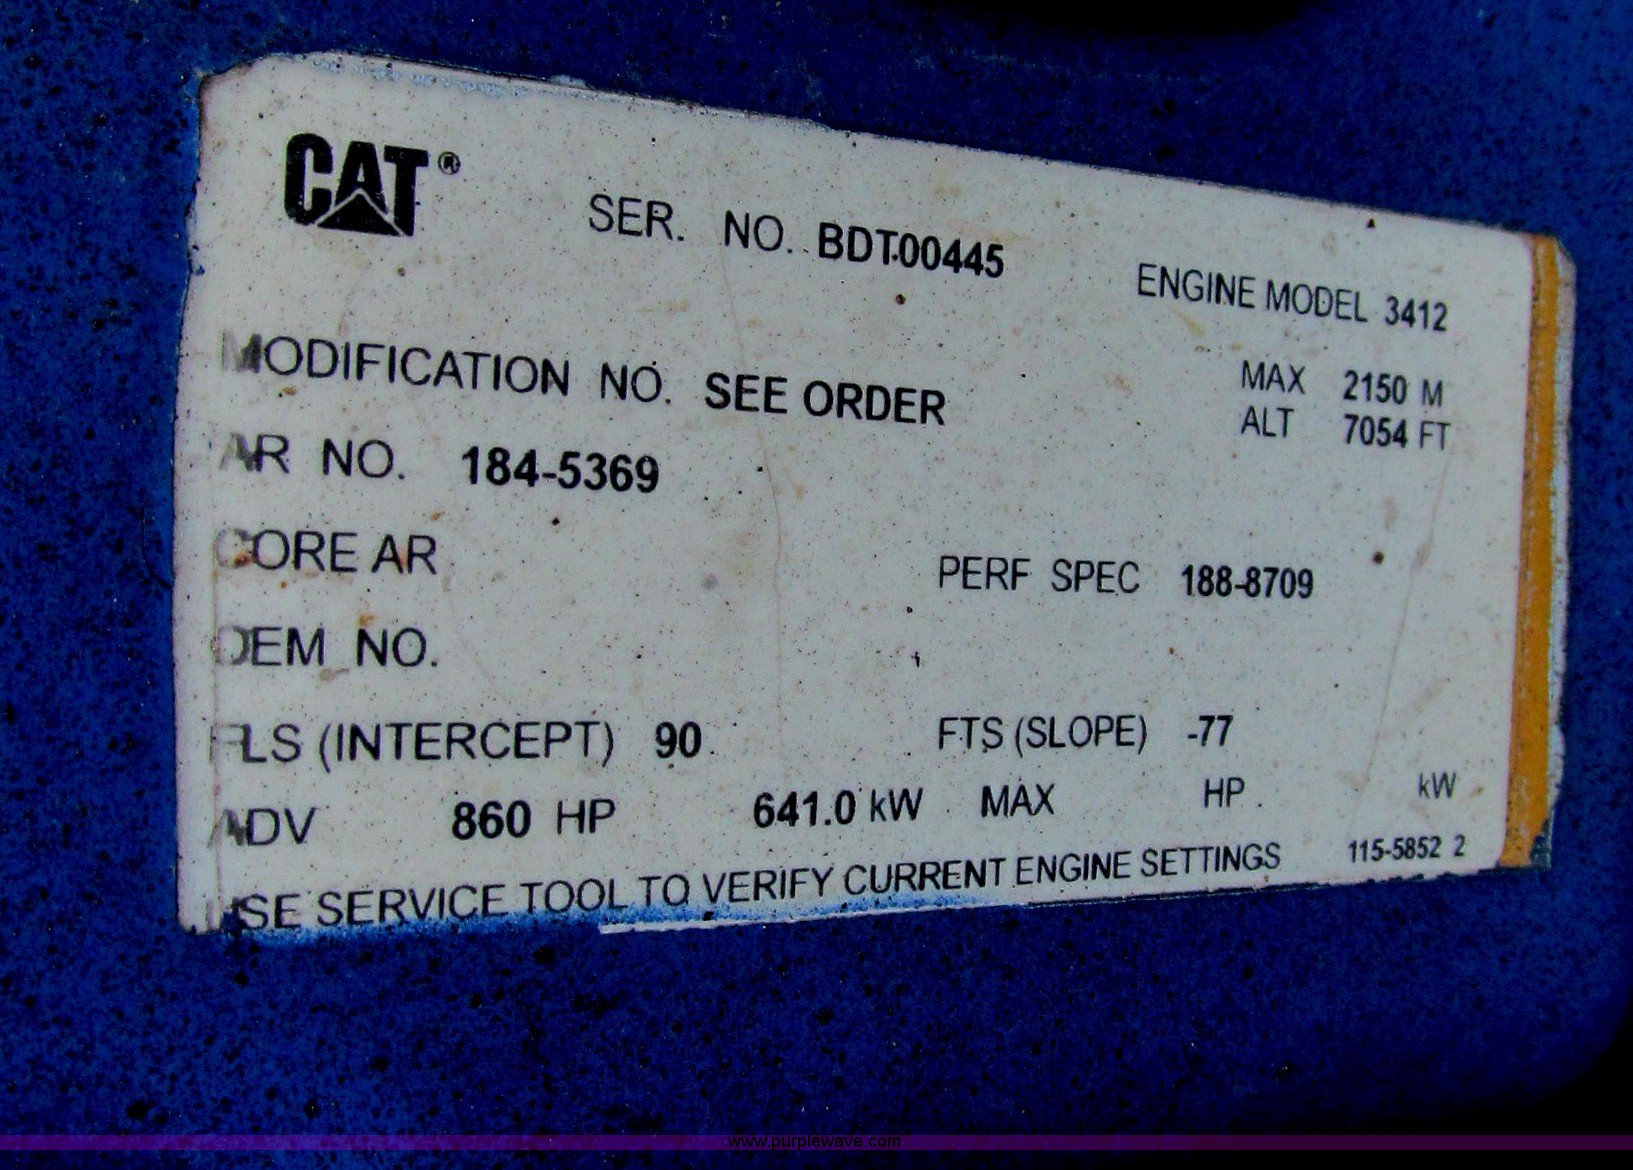 CAT®
SER. NO. BDT00445
ENGINE MODEL 3412
MODIFICATION NO. SEE ORDER
MAX 2150 M
ALT 7054 FT
AR NO. 184-5369
CORE AR
PERF SPEC 188-8709
OEM NO.
FLS (INTERCEPT) 90
FTS (SLOPE) -77
ADV 860 HP 641.0 kW MAX HP kW
USE SERVICE TOOL TO VERIFY CURRENT ENGINE SETTINGS
115-5852 2
www.purplewave.com